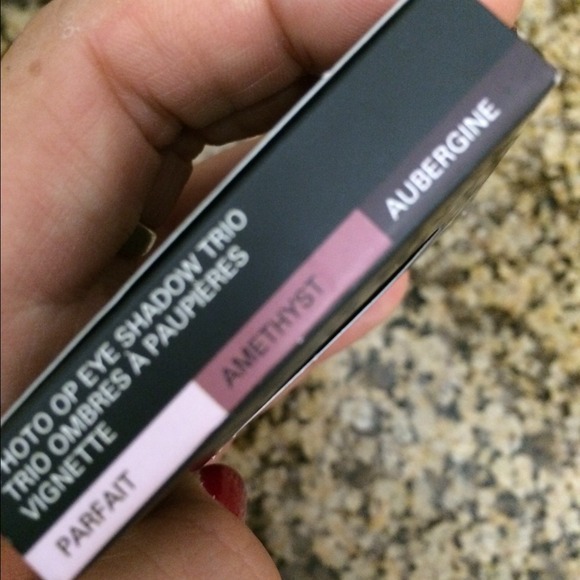 HOTO OP EYE SHADOW TRIO
TRIO OMBRES À PAUPIÈRES
VIGNETTE
PARFAIT
AMETHYST
AUBERGINE